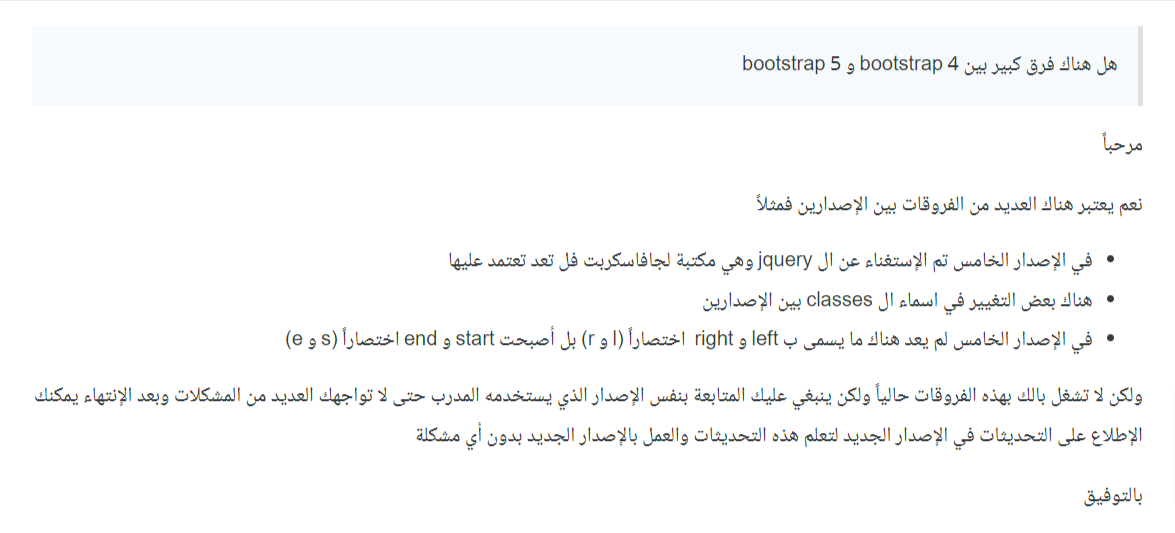 هل هناك فرق كبير بين bootstrap 4 و bootstrap 5
مرحباً
نعم يعتبر هناك العديد من الفروقات بين الإصدارين فمثلاً
• في الإصدار الخامس تم الإستغناء عن ال jquery وهي مكتبة لجافاسكربت فل تعد تعتمد عليها
• هناك بعض التغيير في اسماء ال classes بين الإصدارين
• في الإصدار الخامس لم يعد هناك ما يسمى ب left و right اختصاراً (l و r) بل أصبحت start و end اختصاراً (s و e)
ولكن لا تشغل بالك بهذه الفروقات حالياً ولكن ينبغي عليك المتابعة بنفس الإصدار الذي يستخدمه المدرب حتى لا تواجهك العديد من المشكلات وبعد الإنتهاء يمكنك
الإطلاع على التحديثات في الإصدار الجديد لتعلم هذه التحديثات والعمل بالإصدار الجديد بدون أي مشكلة
بالتوفيق